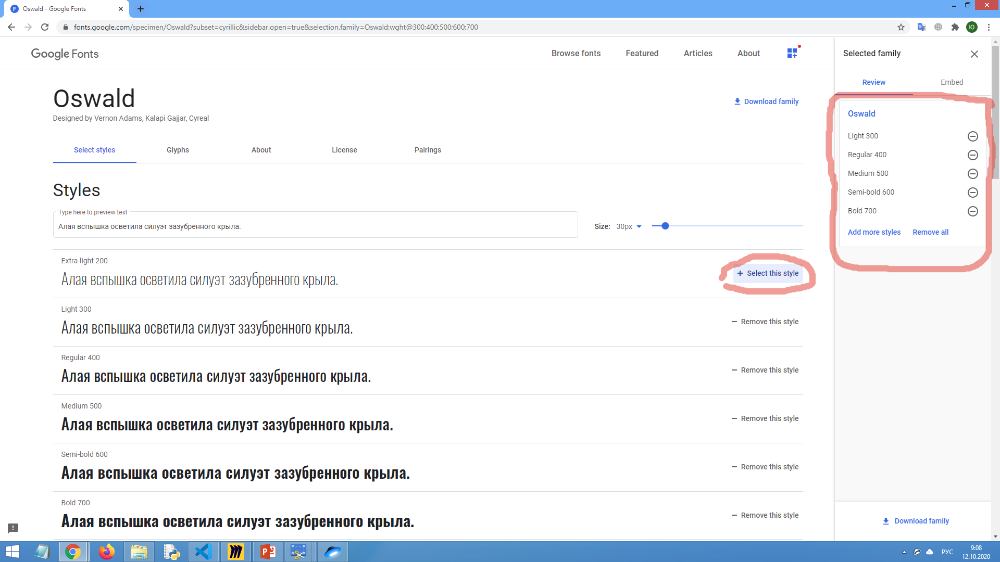 Oswald - Google Fonts
fonts.google.com/specimen/Oswald?subset=cyrillic&sidebar.open=true&selection.family=Oswald:wght@300;400;500;600;700
Ю
Google Fonts
Browse fonts
Featured
Articles
About
Oswald
Designed by Vernon Adams, Kalapi Gajjar, Cyreal
Download family
Select styles
Glyphs
About
License
Pairings
Styles
Type here to preview text
Алая вспышка осветила силуэт зазубренного крыла.
Size: 30px
Extra-light 200
Алая вспышка осветила силуэт зазубренного крыла.
+ Select this style
Light 300
Алая вспышка осветила силуэт зазубренного крыла.
— Remove this style
Regular 400
Алая вспышка осветила силуэт зазубренного крыла.
— Remove this style
Medium 500
Алая вспышка осветила силуэт зазубренного крыла.
— Remove this style
Semi-bold 600
Алая вспышка осветила силуэт зазубренного крыла.
— Remove this style
Bold 700
Алая вспышка осветила силуэт зазубренного крыла.
— Remove this style
Selected family
Review
Embed
Oswald
Light 300
Regular 400
Medium 500
Semi-bold 600
Bold 700
Add more styles
Remove all
Download family
РУС
9:08
12.10.2020